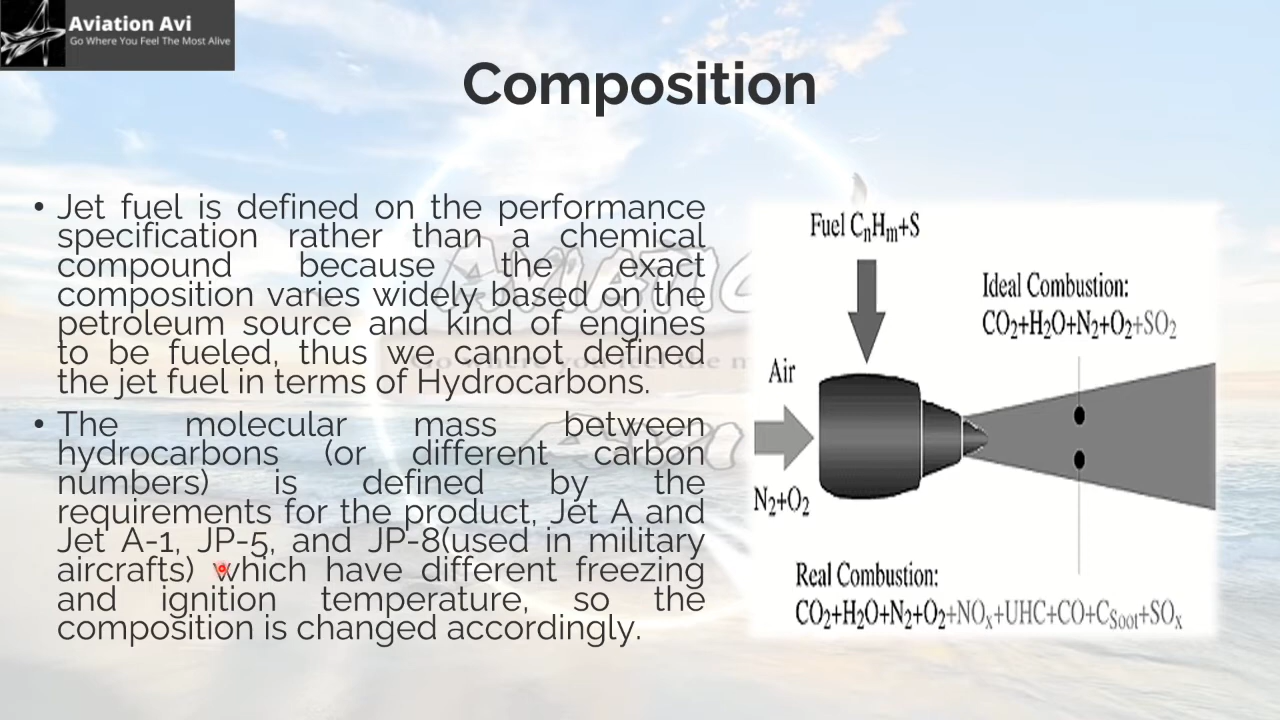 Aviation Avi
Go Where You Feel The Most Alive
Composition
• Jet fuel is defined on the performance
specification rather than a chemical
compound because the exact
composition varies widely based on the
petroleum source and kind of engines
to be fueled, thus we cannot defined
the jet fuel in terms of Hydrocarbons.
• The molecular mass between
hydrocarbons (or different carbon
numbers) is defined by the
requirements for the product, Jet A and
Jet A-1, JP-5, and JP-8(used in military
aircrafts) which have different freezing
and ignition temperature, so the
composition is changed accordingly.
Fuel CnHm+S
Ideal Combustion:
CO2+H2O+N2+O2+SO2
Air
N2+O2
Real Combustion:
CO2+H2O+N2+O2+NOx+UHC+CO+CSoot+SOx